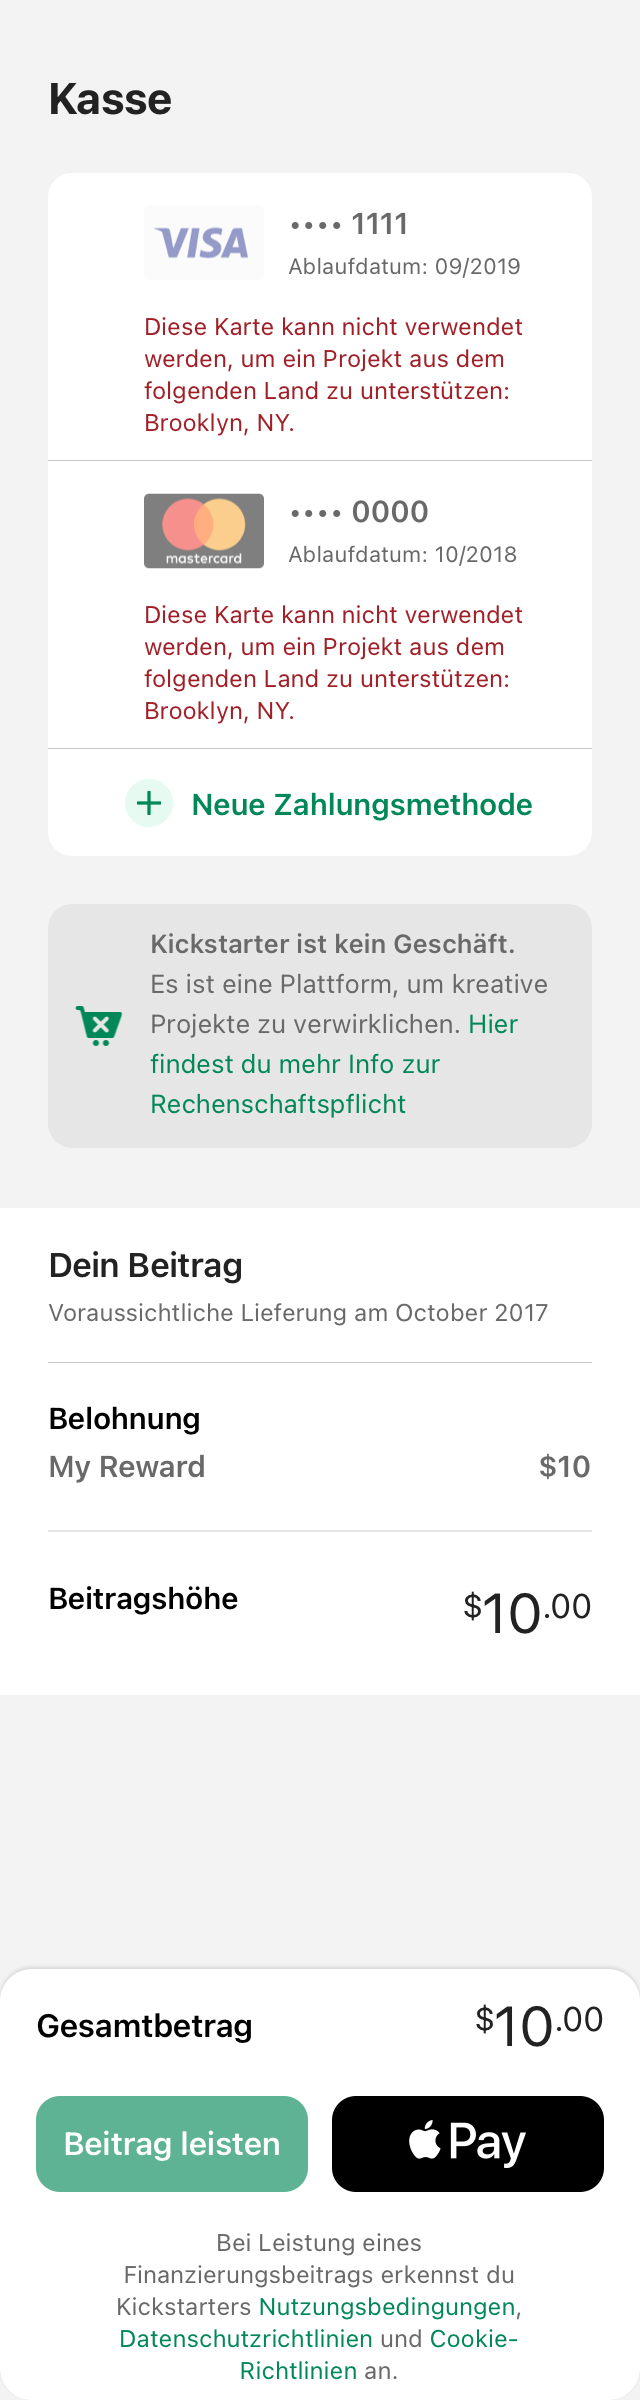 Kasse
VISA
•••• 1111
Ablaufdatum: 09/2019
Diese Karte kann nicht verwendet
werden, um ein Projekt aus dem
folgenden Land zu unterstützen:
Brooklyn, NY.
mastercard
•••• 0000
Ablaufdatum: 10/2018
Diese Karte kann nicht verwendet
werden, um ein Projekt aus dem
folgenden Land zu unterstützen:
Brooklyn, NY.
Neue Zahlungsmethode
Kickstarter ist kein Geschäft.
Es ist eine Plattform, um kreative
Projekte zu verwirklichen. Hier
findest du mehr Info zur
Rechenschaftspflicht
Dein Beitrag
Voraussichtliche Lieferung am October 2017
Belohnung
My Reward $10
Beitragshöhe $10.00
Gesamtbetrag $10.00
Beitrag leisten
Pay
Bei Leistung eines
Finanzierungsbeitrags erkennst du
Kickstarters Nutzungsbedingungen,
Datenschutzrichtlinien und Cookie-
Richtlinien an.